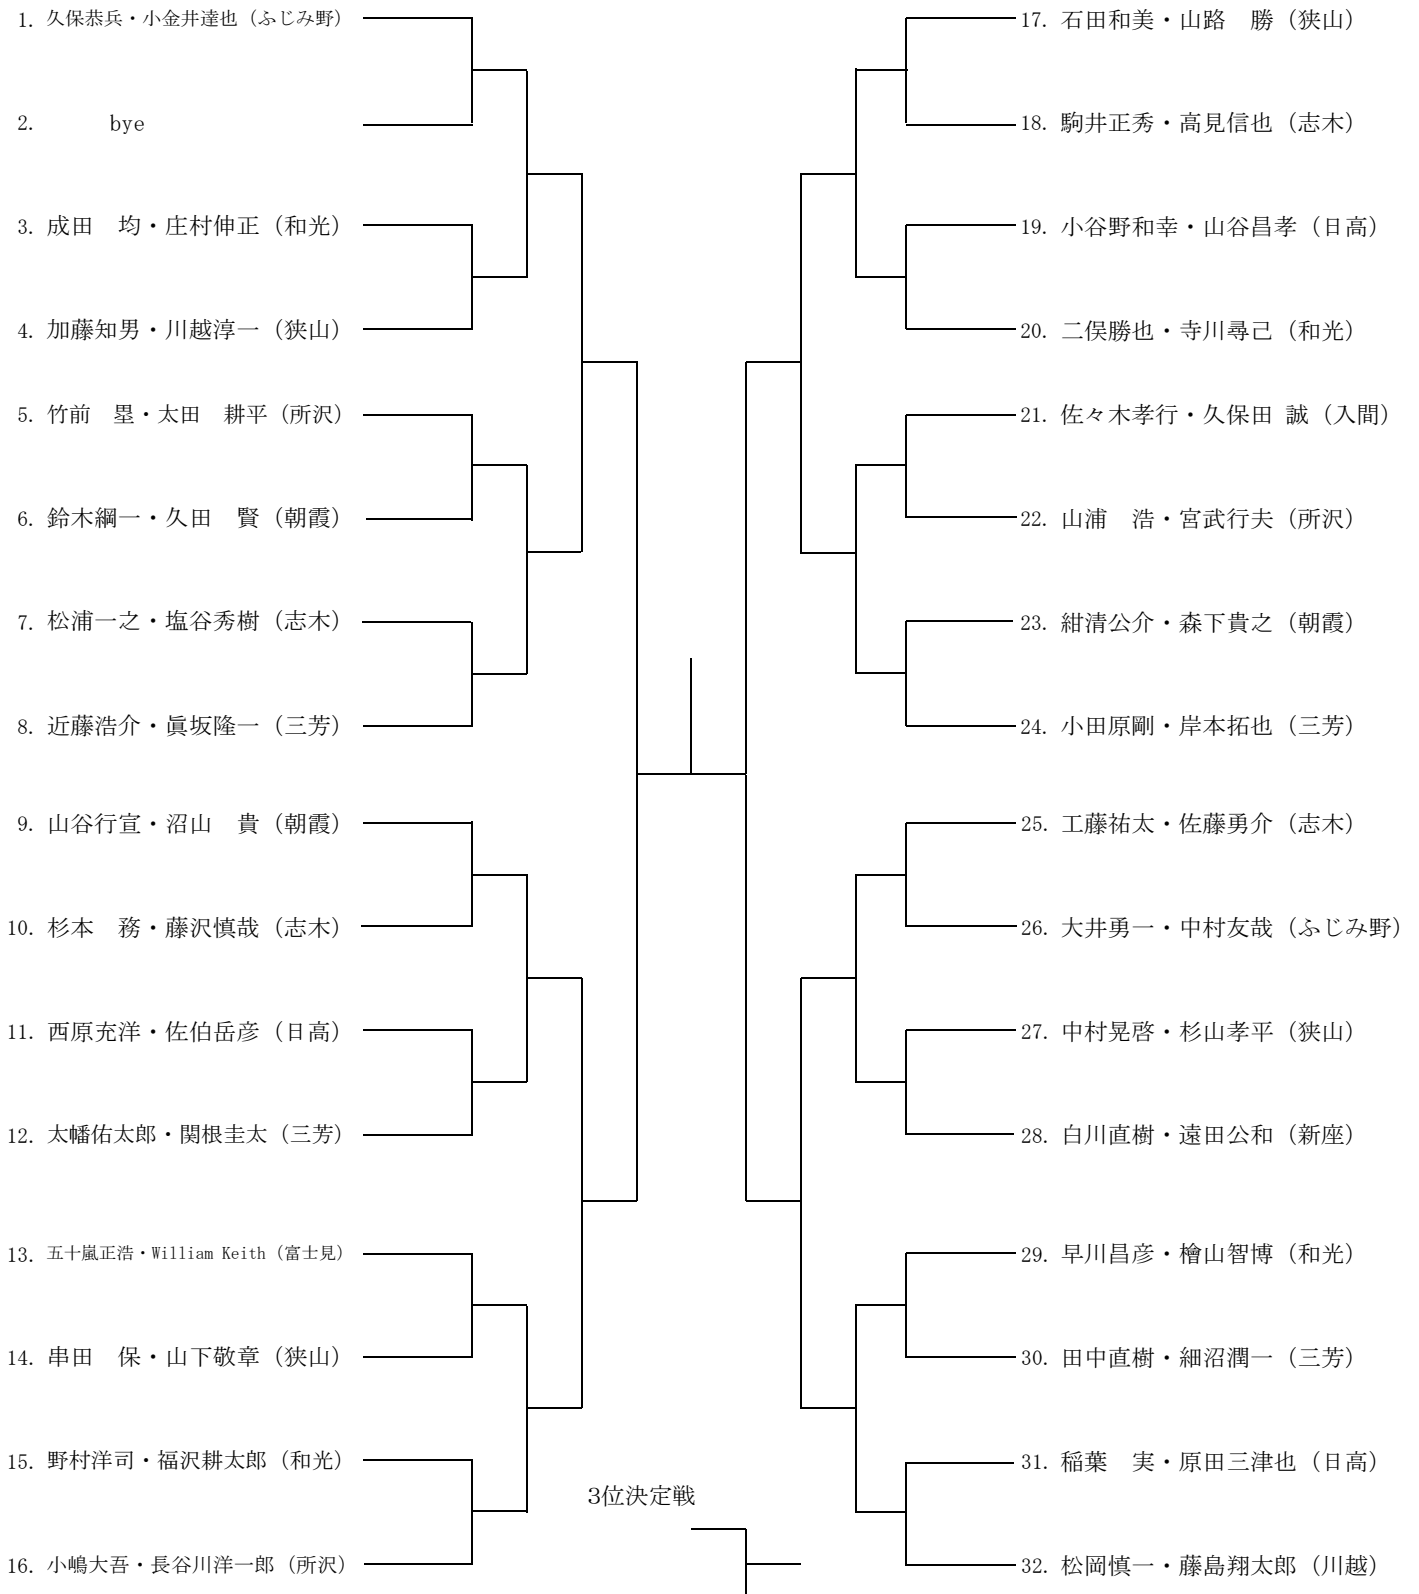 1. 久保恭兵・小金井達也（ふじみ野）
2. bye
3. 成田　均・庄村伸正（和光）
4. 加藤知男・川越淳一（狭山）
5. 竹前　塁・太田　耕平（所沢）
6. 鈴木綱一・久田　賢（朝霞）
7. 松浦一之・塩谷秀樹（志木）
8. 近藤浩介・眞坂隆一（三芳）
9. 山谷行宣・沼山　貴（朝霞）
10. 杉本　務・藤沢慎哉（志木）
11. 西原充洋・佐伯岳彦（日高）
12. 太幡佑太郎・関根圭太（三芳）
13. 五十嵐正浩・William Keith（富士見）
14. 串田　保・山下敬章（狭山）
15. 野村洋司・福沢耕太郎（和光）
16. 小嶋大吾・長谷川洋一郎（所沢）
3位決定戦
17. 石田和美・山路　勝（狭山）
18. 駒井正秀・高見信也（志木）
19. 小谷野和幸・山谷昌孝（日高）
20. 二俣勝也・寺川尋己（和光）
21. 佐々木孝行・久保田 誠（入間）
22. 山浦　浩・宮武行夫（所沢）
23. 紺清公介・森下貴之（朝霞）
24. 小田原剛・岸本拓也（三芳）
25. 工藤祐太・佐藤勇介（志木）
26. 大井勇一・中村友哉（ふじみ野）
27. 中村晃啓・杉山孝平（狭山）
28. 白川直樹・遠田公和（新座）
29. 早川昌彦・檜山智博（和光）
30. 田中直樹・細沼潤一（三芳）
31. 稲葉　実・原田三津也（日高）
32. 松岡慎一・藤島翔太郎（川越）